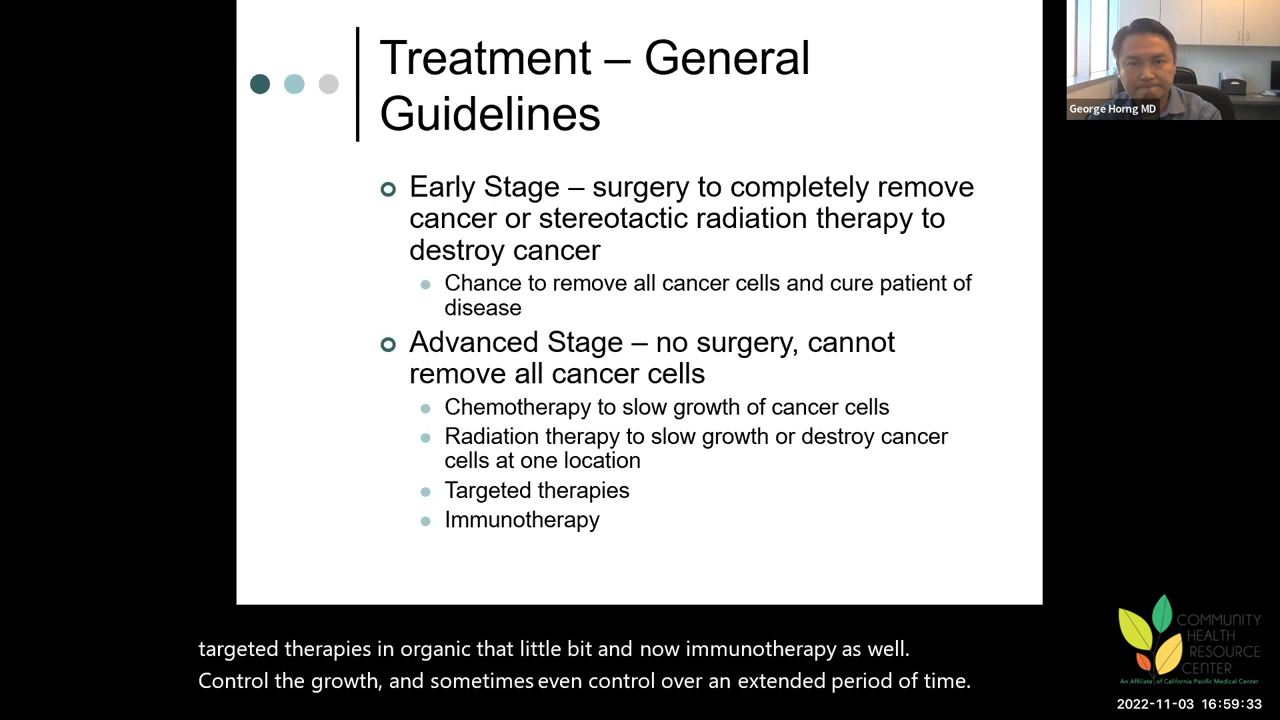 Treatment – General
Guidelines
Early Stage – surgery to completely remove
cancer or stereotactic radiation therapy to
destroy cancer
Chance to remove all cancer cells and cure patient of
disease
Advanced Stage – no surgery, cannot
remove all cancer cells
Chemotherapy to slow growth of cancer cells
Radiation therapy to slow growth or destroy cancer
cells at one location
Targeted therapies
Immunotherapy
George Horng MD
targeted therapies in organic that little bit and now immunotherapy as well.
Control the growth, and sometimes even control over an extended period of time.
COMMUNITY
HEALTH
RESOURCE
CENTER
An Affiliate of California Pacific Medical Center
2022-11-03 16:59:33